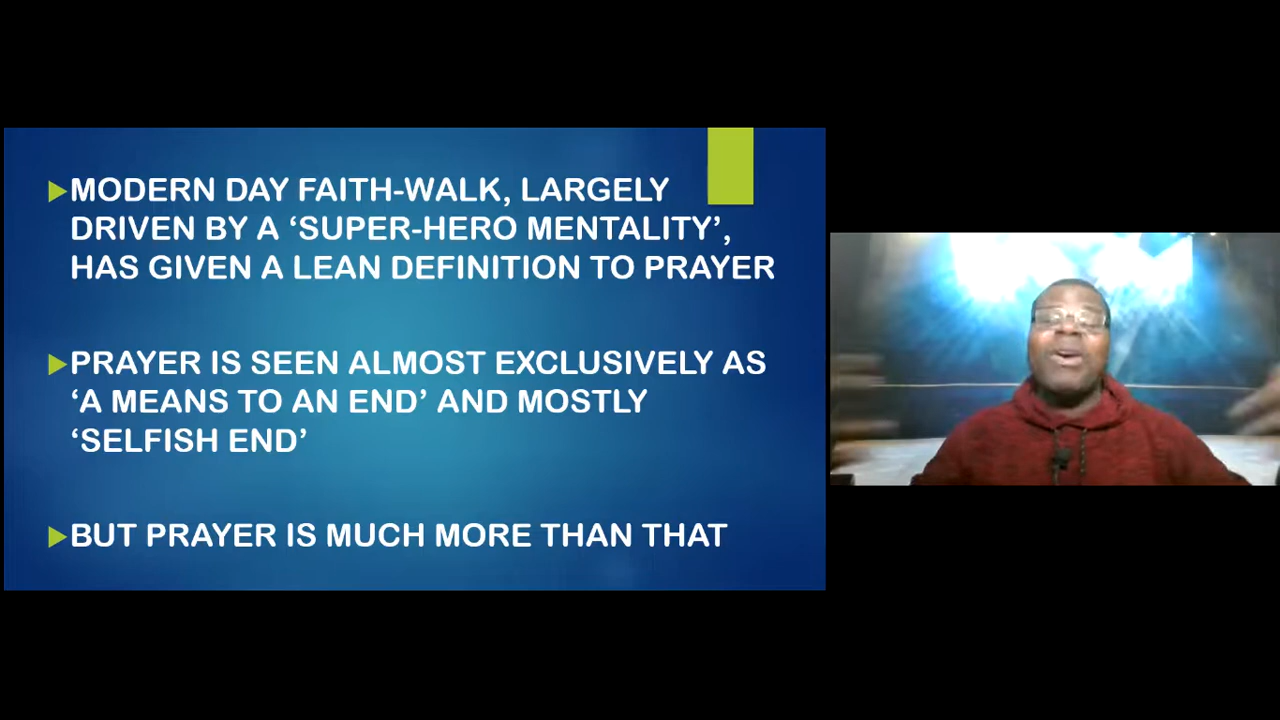 MODERN DAY FAITH-WALK, LARGELY
DRIVEN BY A ‘SUPER-HERO MENTALITY’,
HAS GIVEN A LEAN DEFINITION TO PRAYER
PRAYER IS SEEN ALMOST EXCLUSIVELY AS
‘A MEANS TO AN END’ AND MOSTLY
‘SELFISH END’
BUT PRAYER IS MUCH MORE THAN THAT